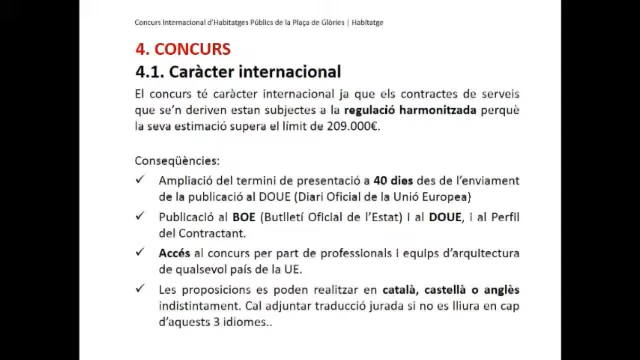 Concurs Internacional d'Habitatges Públics de la Plaça de Glòries | Habitatge
4. CONCURS
4.1. Caràcter internacional
El concurs té caràcter internacional ja que els contractes de serveis
que se'n deriven estan subjectes a la regulació harmonitzada perquè
la seva estimació supera el límit de 209.000€.
Conseqüències:
✓ Ampliació del termini de presentació a 40 dies des de l'enviament
de la publicació al DOUE (Diari Oficial de la Unió Europea)
✓ Publicació al BOE (Butlletí Oficial de l'Estat) i al DOUE, i al Perfil
del Contractant.
✓ Accés al concurs per part de professionals i equips d'arquitectura
de qualsevol país de la UE.
✓ Les proposicions es poden realitzar en català, castellà o anglès
indistintament. Cal adjuntar traducció jurada si no es lliura en cap
d'aquests 3 idiomes..